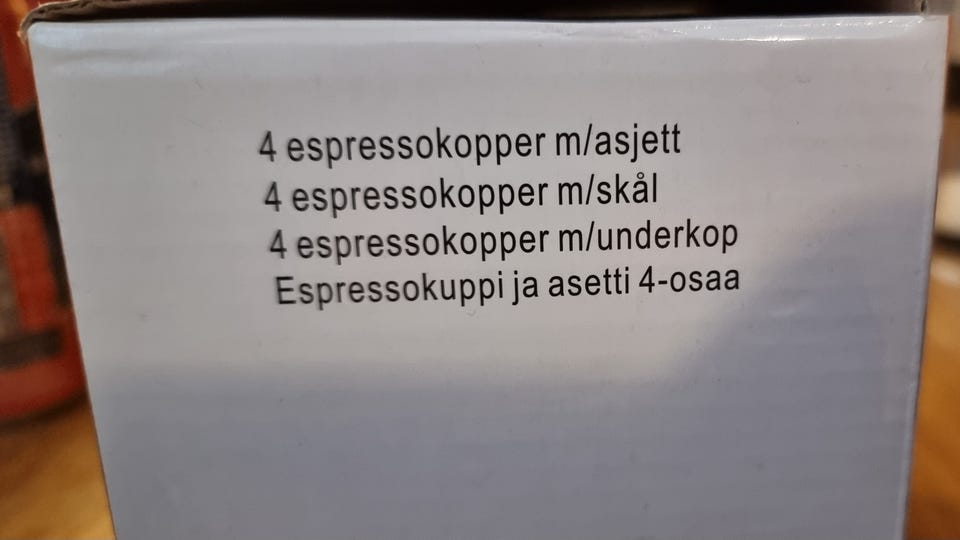 4 espressokopper m/asjett
4 espressokopper m/skål
4 espressokopper m/underkop
Espressokuppi ja asetti 4-osaa